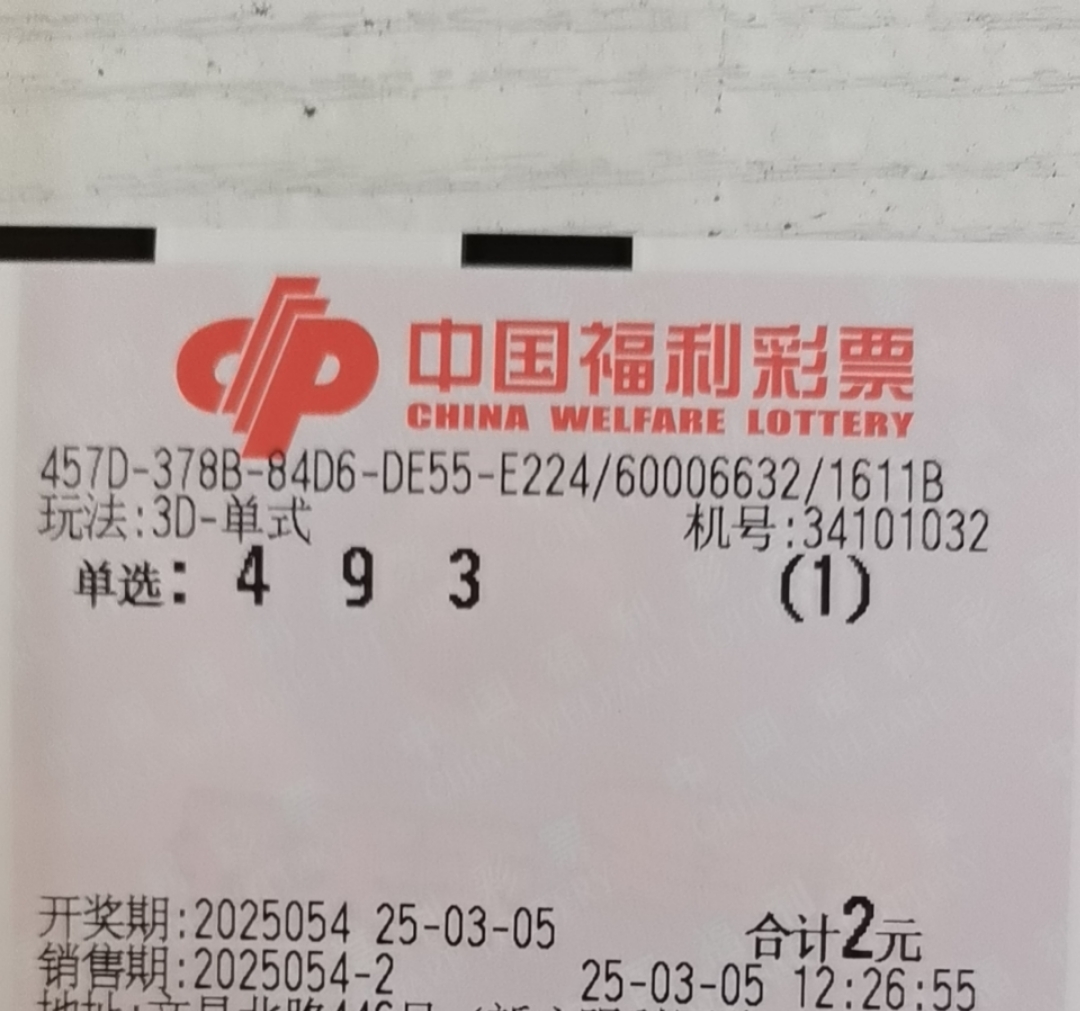 中国福利彩票
CHINA WELFARE LOTTERY
457D-378B-84D6-DE55-E224/60006632/1611B
玩法:3D-单式 机号:34101032
单选: 4 9 3 (1)
开奖期:2025054 25-03-05 合计2元
销售期:2025054-2 25-03-05 12:26:55